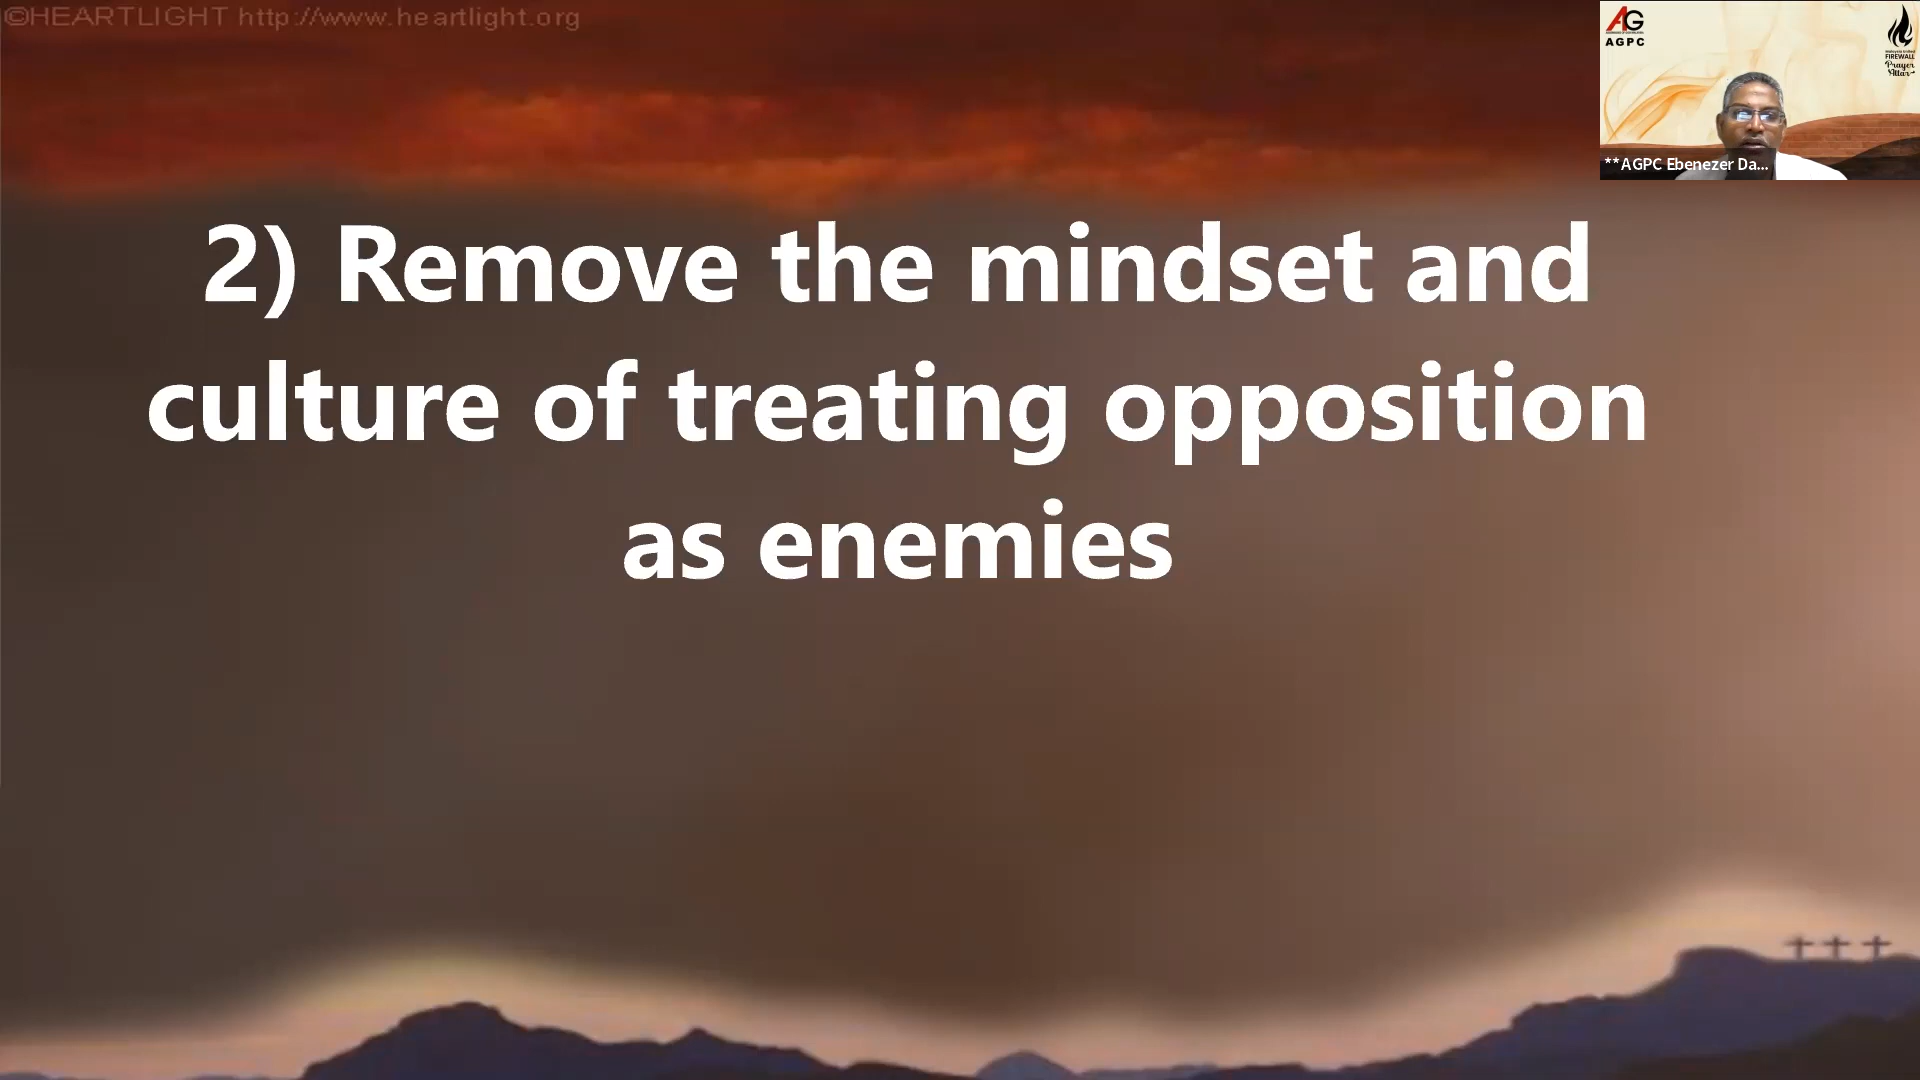 ©HEARTLIGHT http://www.heartlight.org
AG
AGPC
FIREWALL
Prayer
Altar
**AGPC Ebenezer Da...
2) Remove the mindset and
culture of treating opposition
as enemies